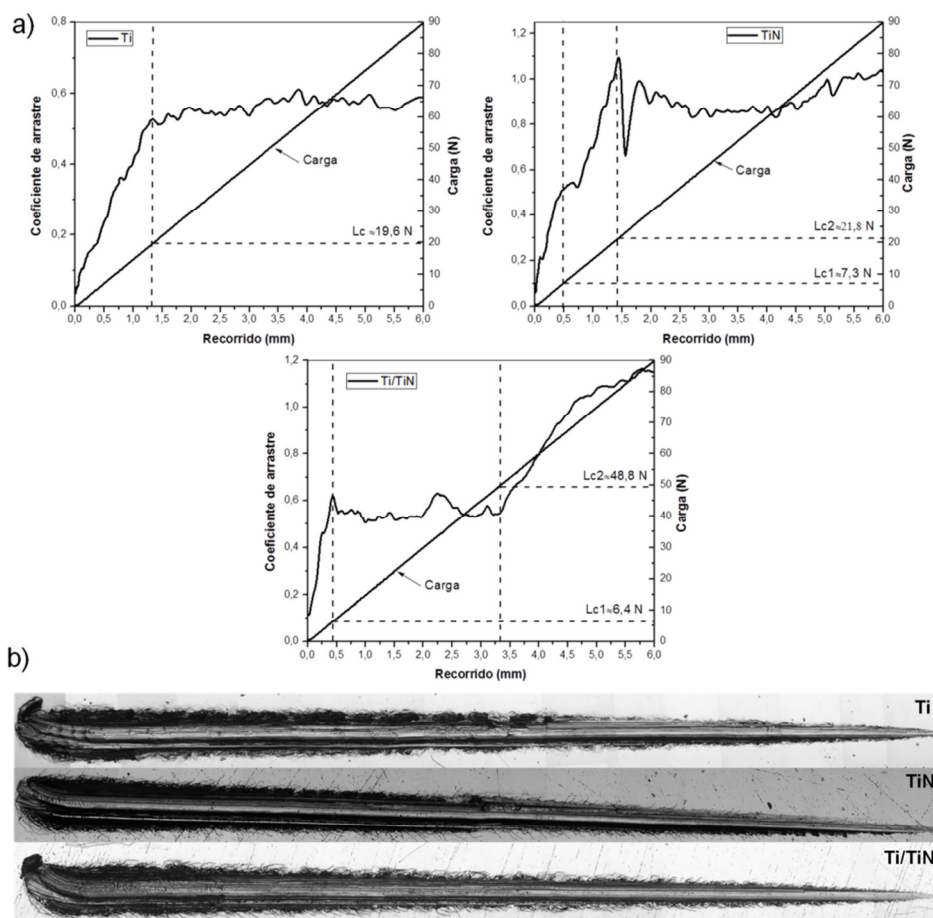 a)
Ti
Coeficiente de arrastre
0,8
0,6
0,4
0,2
0,0
Carga
Lc ≈19,6 N
90
80
70
60
50
40
30
20
10
0
Carga (N)
0,0 0,5 1,0 1,5 2,0 2,5 3,0 3,5 4,0 4,5 5,0 5,5 6,0
Recorrido (mm)
TiN
Coeficiente de arrastre
1,2
1,0
0,8
0,6
0,4
0,2
0,0
Carga
Lc2≈21,8 N
Lc1≈7,3 N
90
80
70
60
50
40
30
20
10
0
Carga (N)
0,0 0,5 1,0 1,5 2,0 2,5 3,0 3,5 4,0 4,5 5,0 5,5 6,0
Recorrido (mm)
Ti/TiN
Coeficiente de arrastre
1,2
1,0
0,8
0,6
0,4
0,2
0,0
Lc2≈48,8 N
Carga
Lc1≈6,4 N
90
80
70
60
50
40
30
20
10
0
Carga (N)
0,0 0,5 1,0 1,5 2,0 2,5 3,0 3,5 4,0 4,5 5,0 5,5 6,0
Recorrido (mm)
b)
Ti
TiN
Ti/TiN